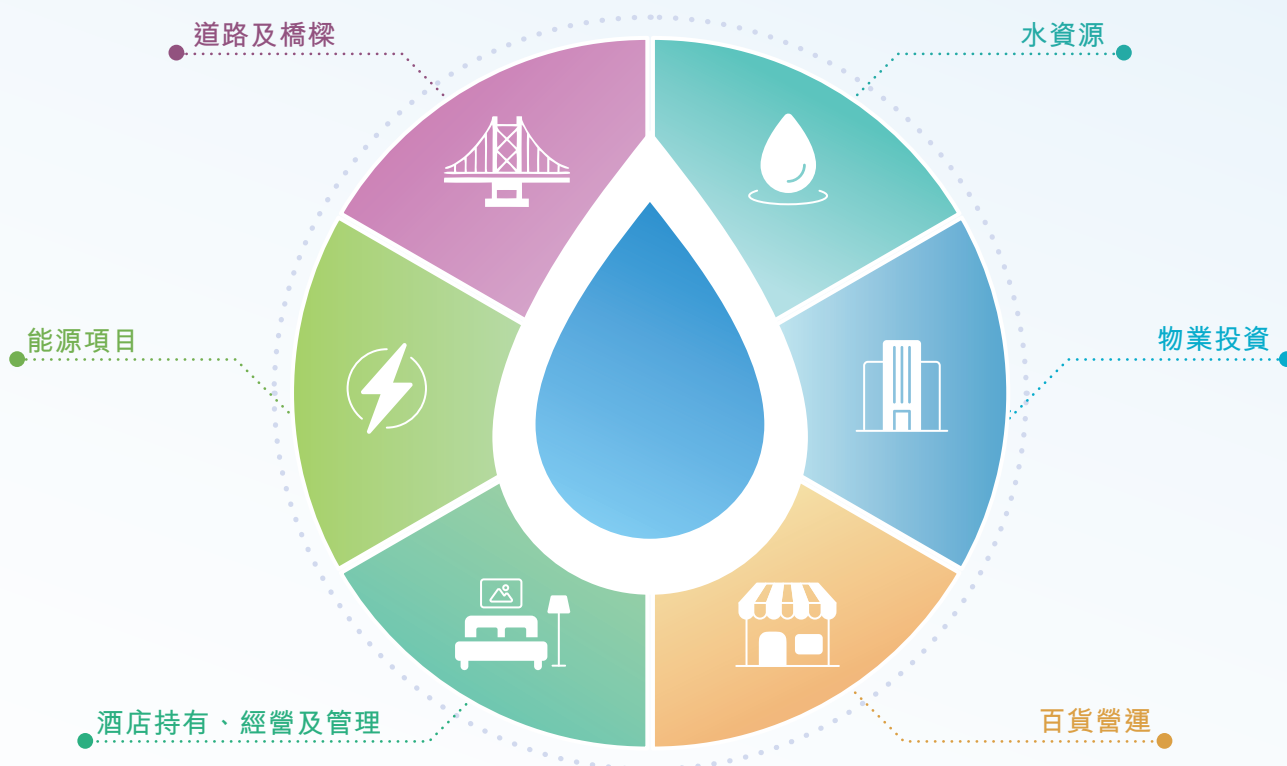 道路及橋樑
水資源
能源項目
物業投資
酒店持有、經營及管理
百貨營運